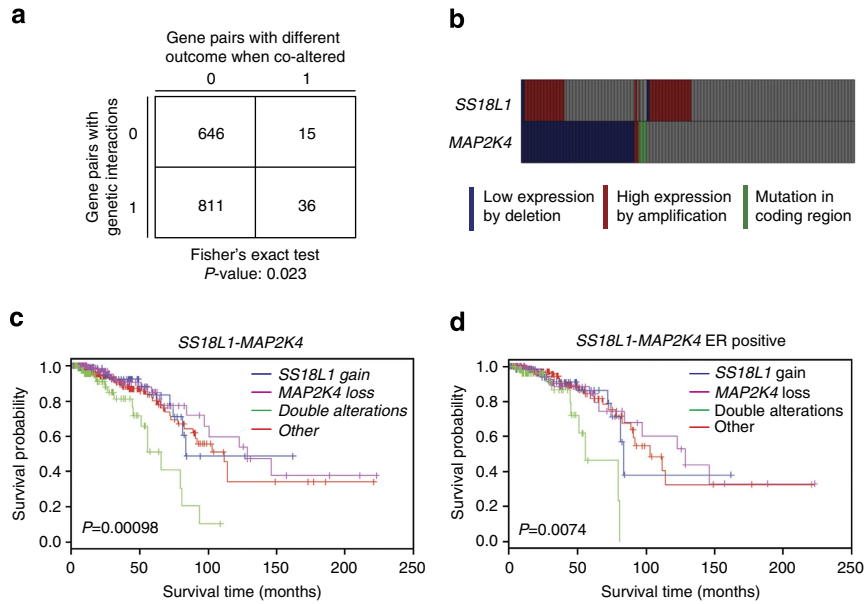 a
Gene pairs with different
outcome when co-altered
0 1
Gene pairs with
genetic interactions
0 646 15
1 811 36
Fisher's exact test
P-value: 0.023
b
SS18L1
MAP2K4
Low expression
by deletion
High expression
by amplification
Mutation in
coding region
c
SS18L1-MAP2K4
Survival probability
1.0
0.8
0.6
0.4
0.2
0.0
SS18L1 gain
MAP2K4 loss
Double alterations
Other
P=0.00098
0 50 100 150 200 250
Survival time (months)
d
SS18L1-MAP2K4 ER positive
Survival probability
1.0
0.8
0.6
0.4
0.2
0.0
SS18L1 gain
MAP2K4 loss
Double alterations
Other
P=0.0074
0 50 100 150 200 250
Survival time (months)